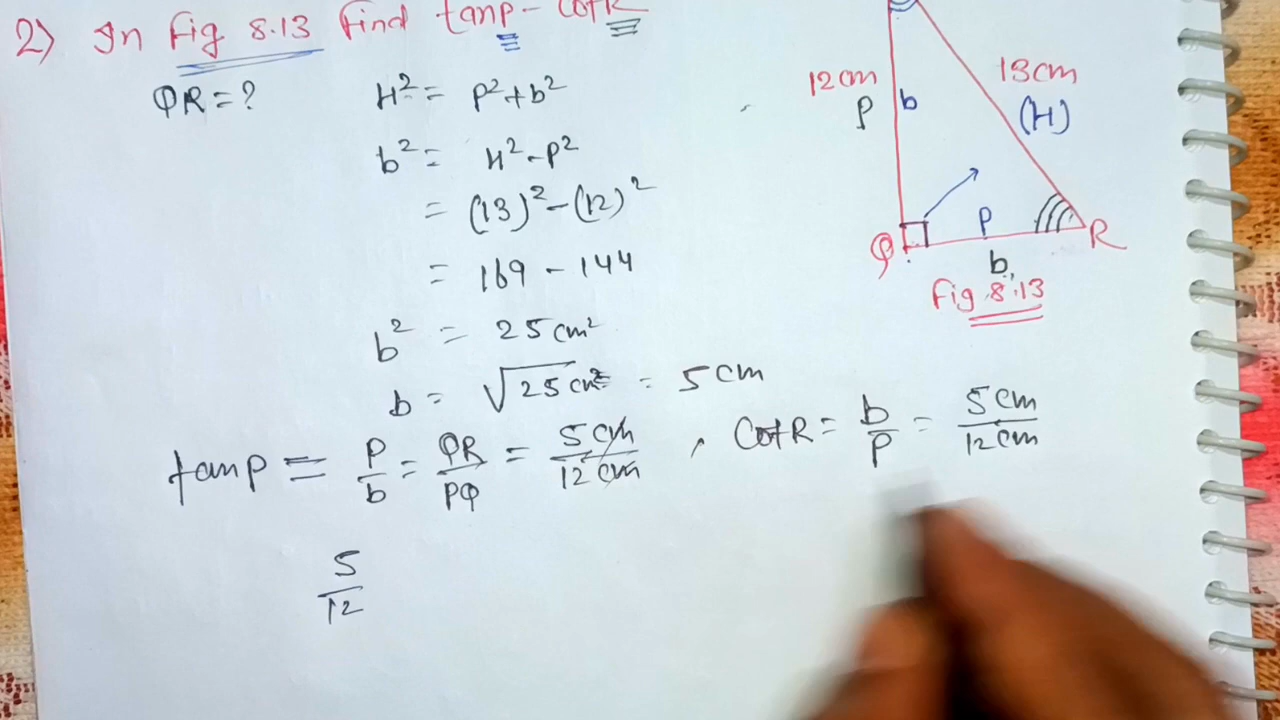 2) In Fig 8.13 Find tanp - cotR
QR = ?
H² = P² + b²
b² = H² - P²
= (13)² - (12)²
= 169 - 144
b² = 25 cm²
b = √25 cm² = 5 cm
tanp = P/b = QR/PQ = 5 cm/12 cm , CotR = b/P = 5 cm/12 cm
5/12
12 cm
P b
13 cm
(H)
Q P R
b
Fig 8.13